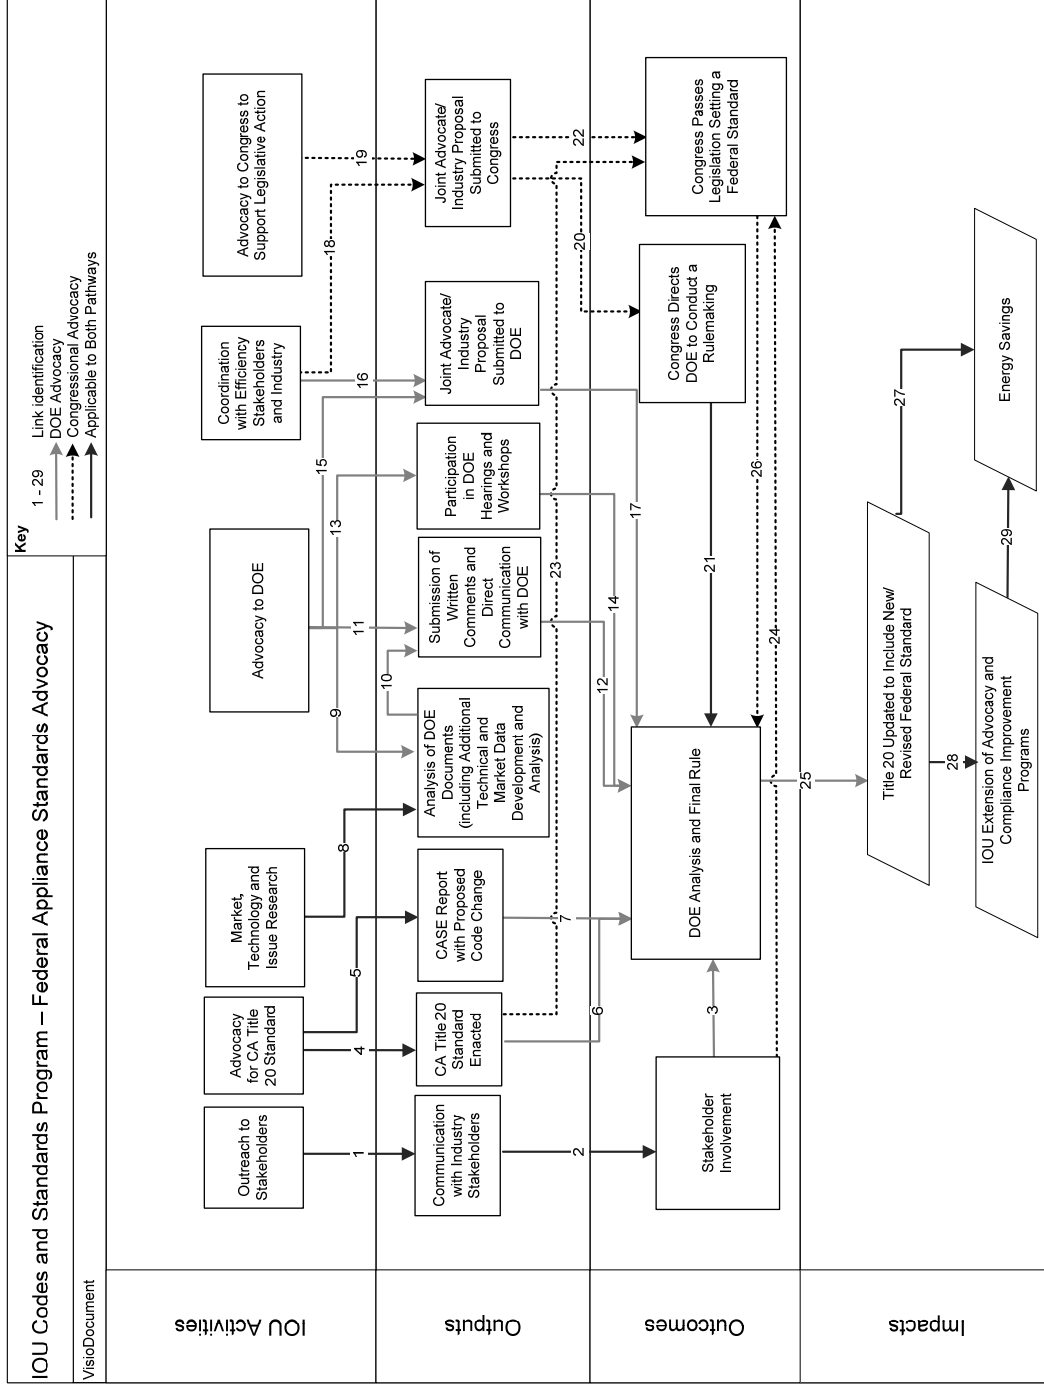 IOU Codes and Standards Program – Federal Appliance Standards Advocacy
VisioDocument
Key
1 - 29
Link identification
DOE Advocacy
Congressional Advocacy
Applicable to Both Pathways
IOU Activities
Outreach to
Stakeholders
Advocacy
for CA Title
20 Standard
Market,
Technology and
Issue Research
Advocacy to DOE
Coordination
with Efficiency
Stakeholders
and Industry
Advocacy to Congress to
Support Legislative Action
1
4
5
8
9
10
11
13
15
16
18
19
Outputs
Communication
with Industry
Stakeholders
CA Title 20
Standard
Enacted
CASE Report
with Proposed
Code Change
Analysis of DOE
Documents
(including Additional
Technical and
Market Data
Development and
Analysis)
Submission of
Written
Comments and
Direct
Communication
with DOE
Participation
in DOE
Hearings and
Workshops
Joint Advocate/
Industry
Proposal
Submitted to
DOE
Joint Advocate/
Industry Proposal
Submitted to
Congress
2
6
7
12
14
23
17
20
22
Outcomes
Stakeholder
Involvement
3
DOE Analysis and Final Rule
21
26
24
Congress Directs
DOE to Conduct a
Rulemaking
Congress Passes
Legislation Setting a
Federal Standard
25
Impacts
Title 20 Updated to Include New/
Revised Federal Standard
27
28
IOU Extension of Advocacy and
Compliance Improvement
Programs
29
Energy Savings